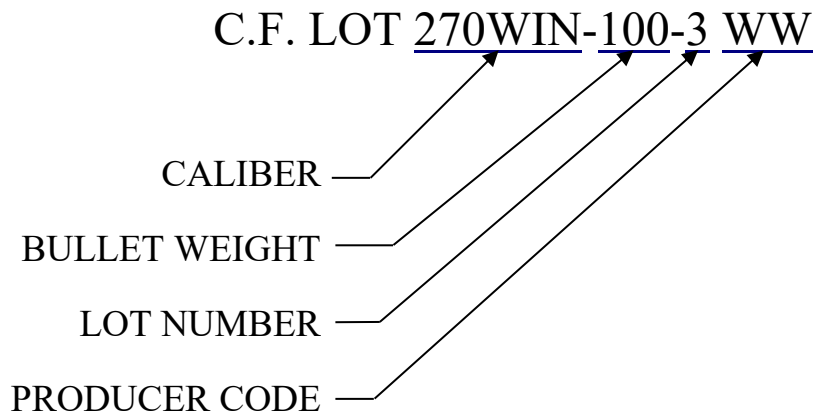 C.F. LOT 270WIN-100-3 WW
CALIBER
BULLET WEIGHT
LOT NUMBER
PRODUCER CODE